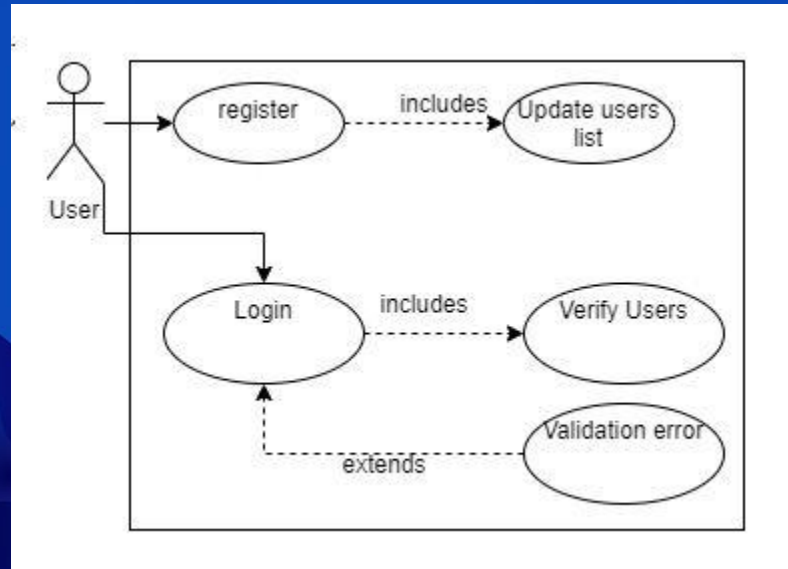 register
includes
Update users
list
User
Login
includes
Verify Users
Validation error
extends